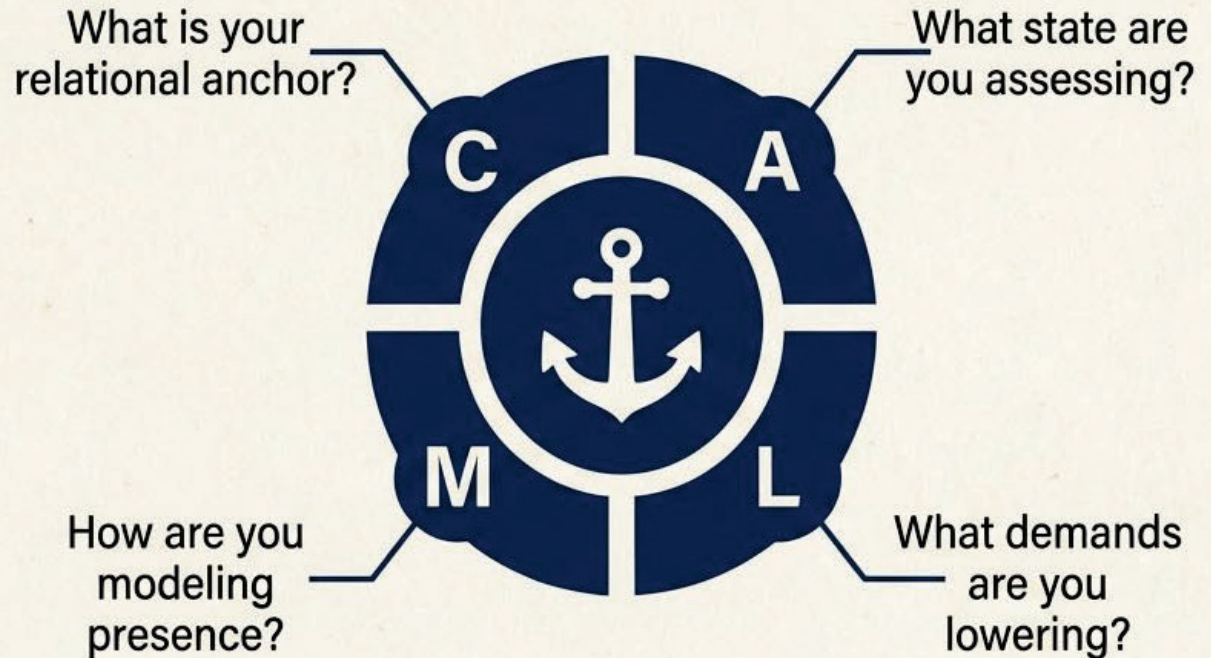 What is your
relational anchor?
C
What state are
you assessing?
A
How are you
modeling
presence?
M
What demands
are you
lowering?
L